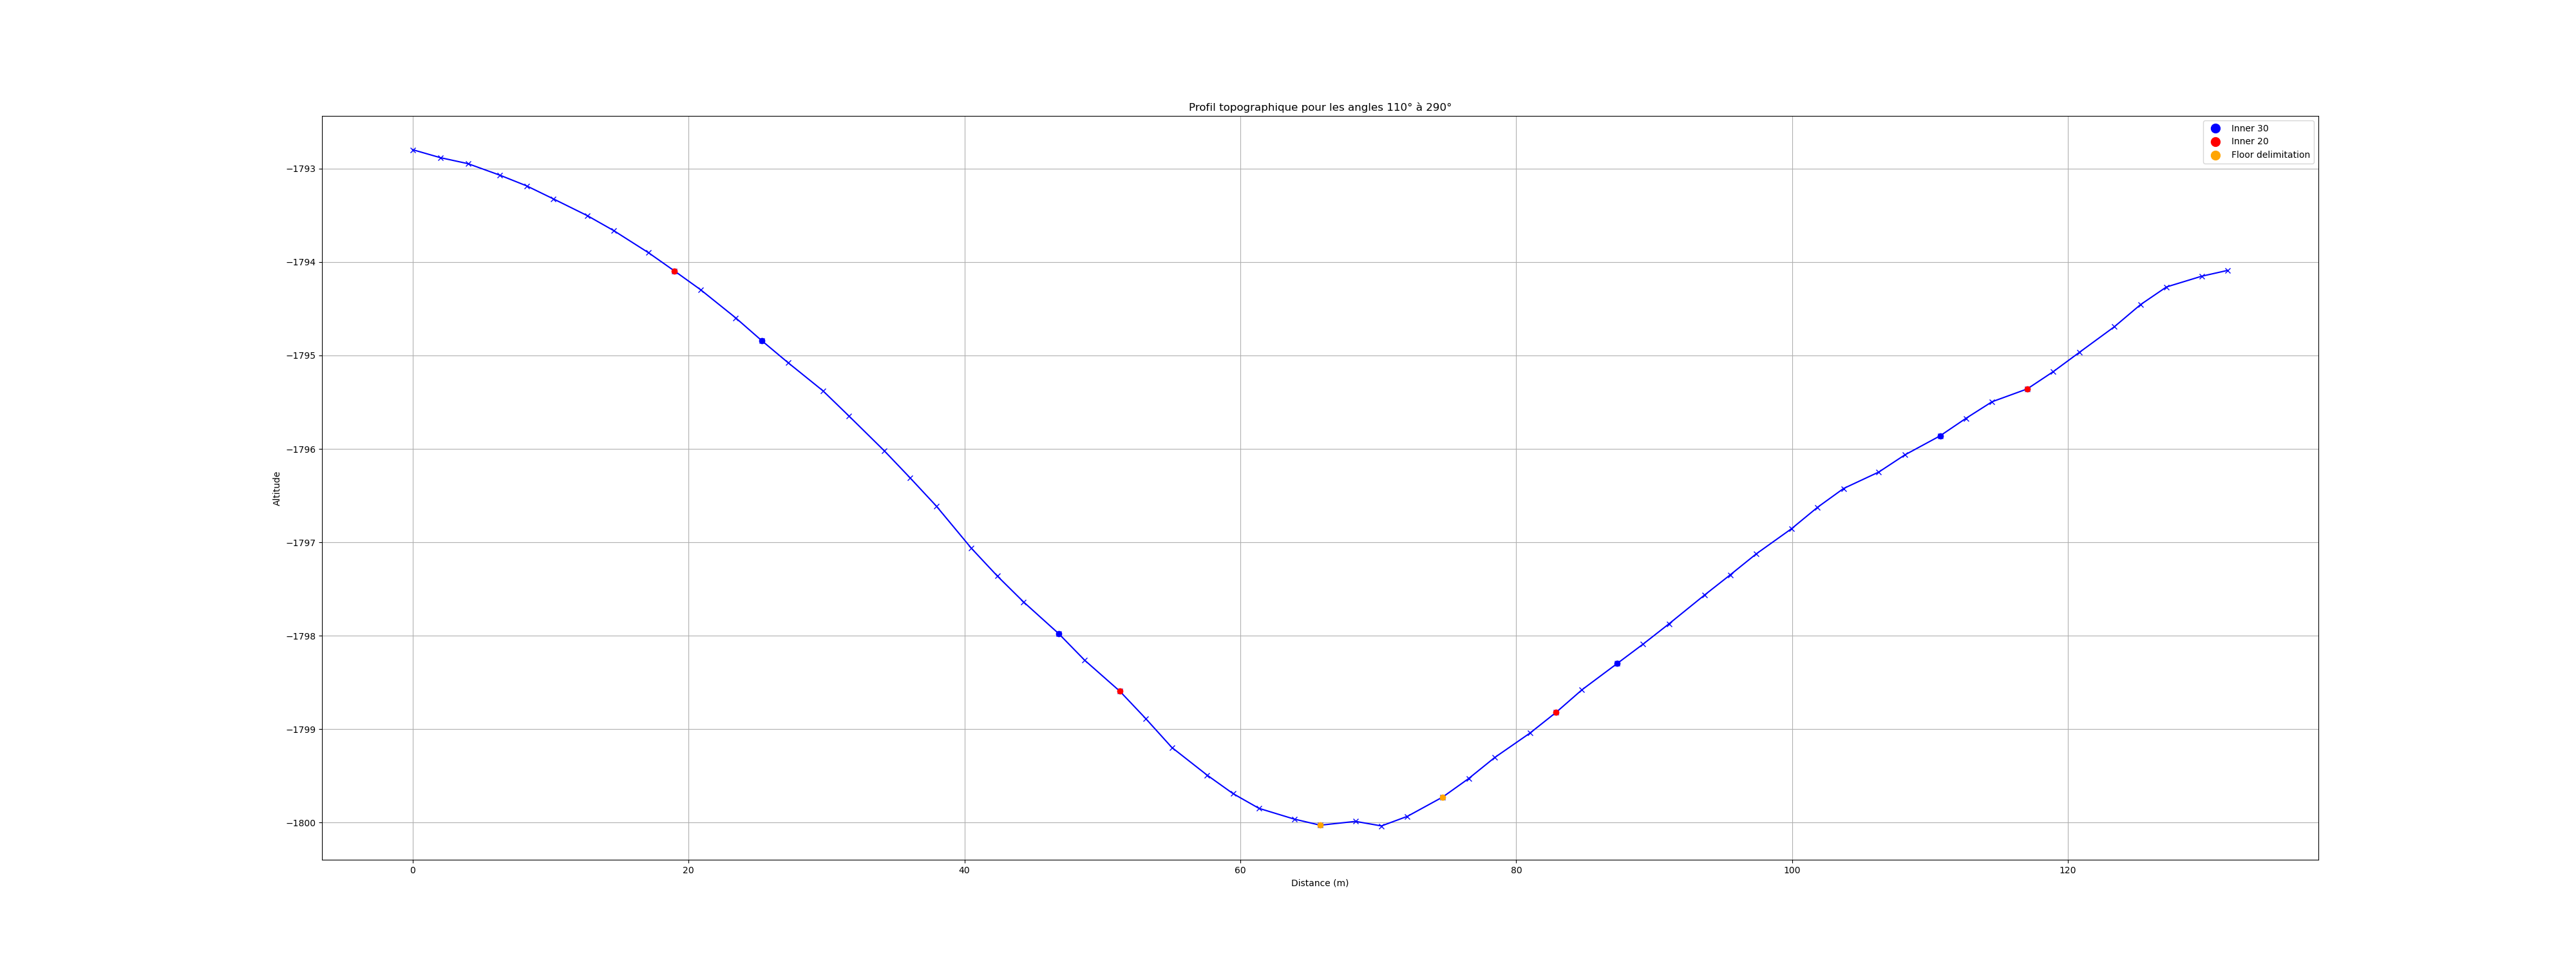 Profil topographique pour les angles 110° à 290°
Inner 30
Inner 20
Floor delimitation
−1793
−1794
−1795
−1796
−1797
−1798
−1799
−1800
Altitude
0 20 40 60 80 100 120
Distance (m)